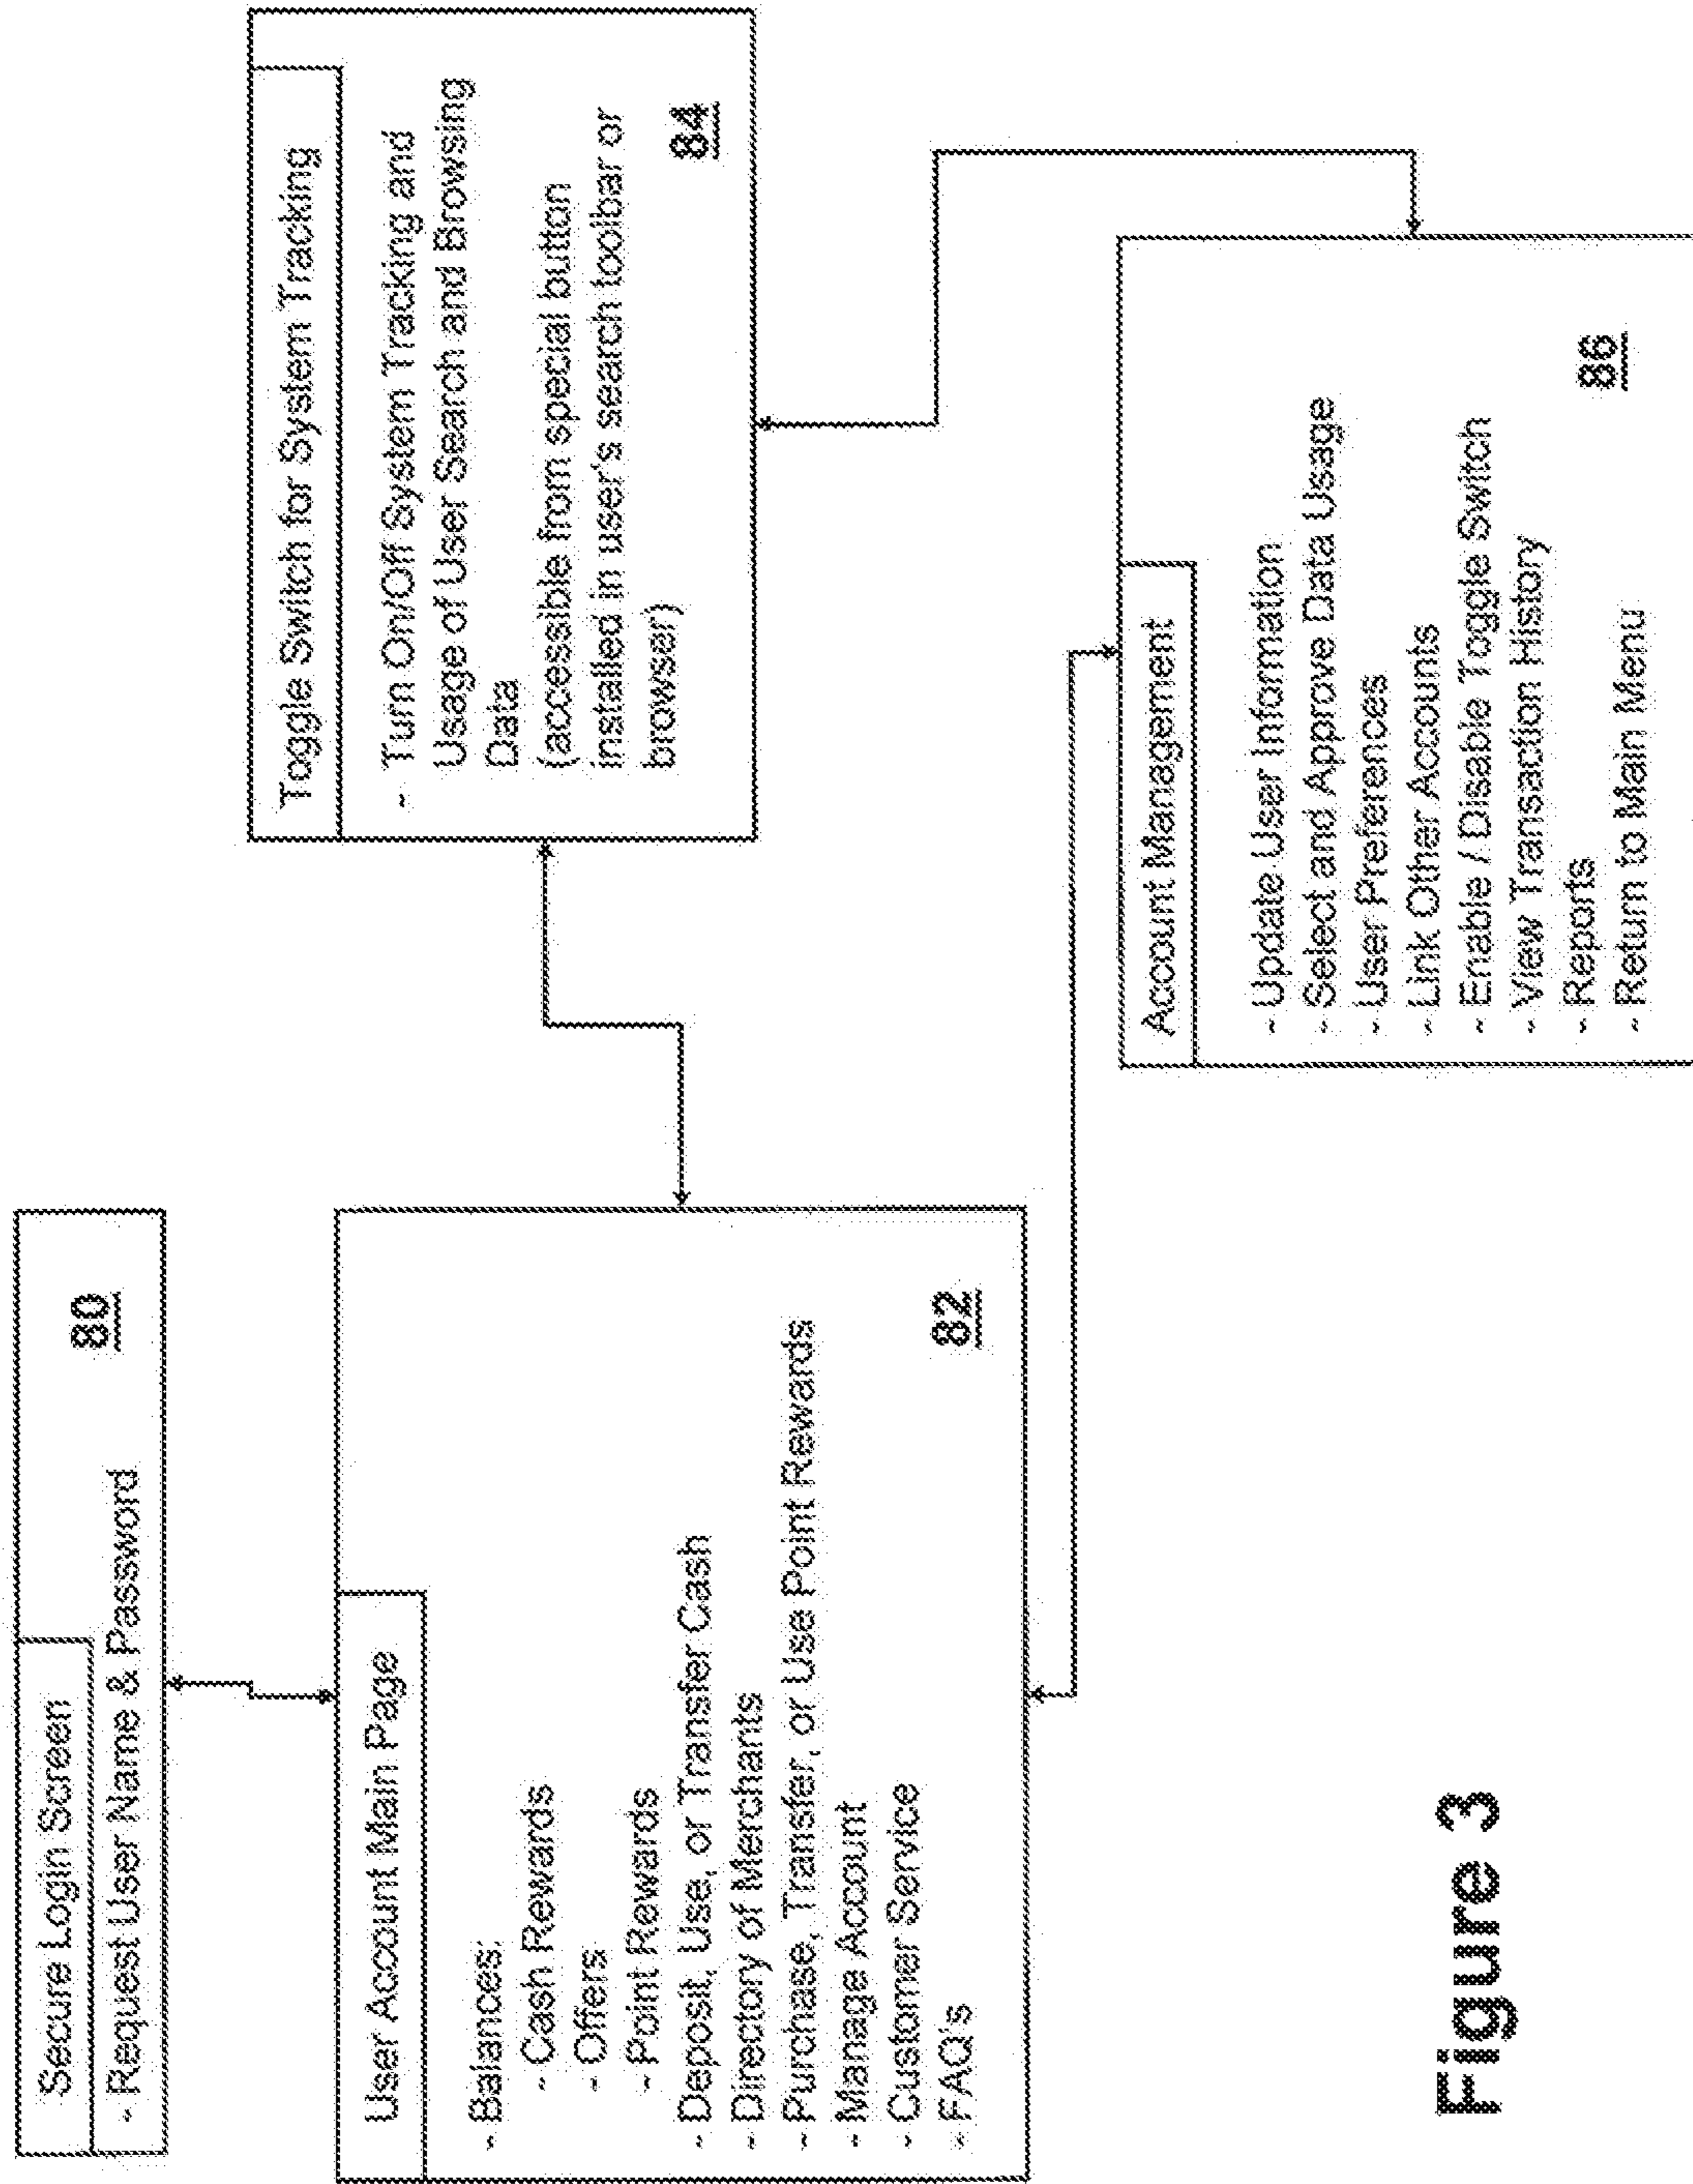 Secure Login Screen
- Request User Name & Password
80
User Account Main Page
- Balances:
- Cash Rewards
- Offers
- Point Rewards
- Deposit, Use, or Transfer Cash
- Directory of Merchants
- Purchase, Transfer, or Use Point Rewards
- Manage Account
- Customer Service
- FAQ's
82
Toggle Switch for System Tracking
- Turn On/Off System Tracking and
Usage of User Search and Browsing
Data
(accessible from special button
installed in user's search toolbar or
browser)
84
Account Management
- Update User Information
- Select and Approve Data Usage
- User Preferences
- Link Other Accounts
- Enable / Disable Toggle Switch
- View Transaction History
- Reports
- Return to Main Menu
86
Figure 3